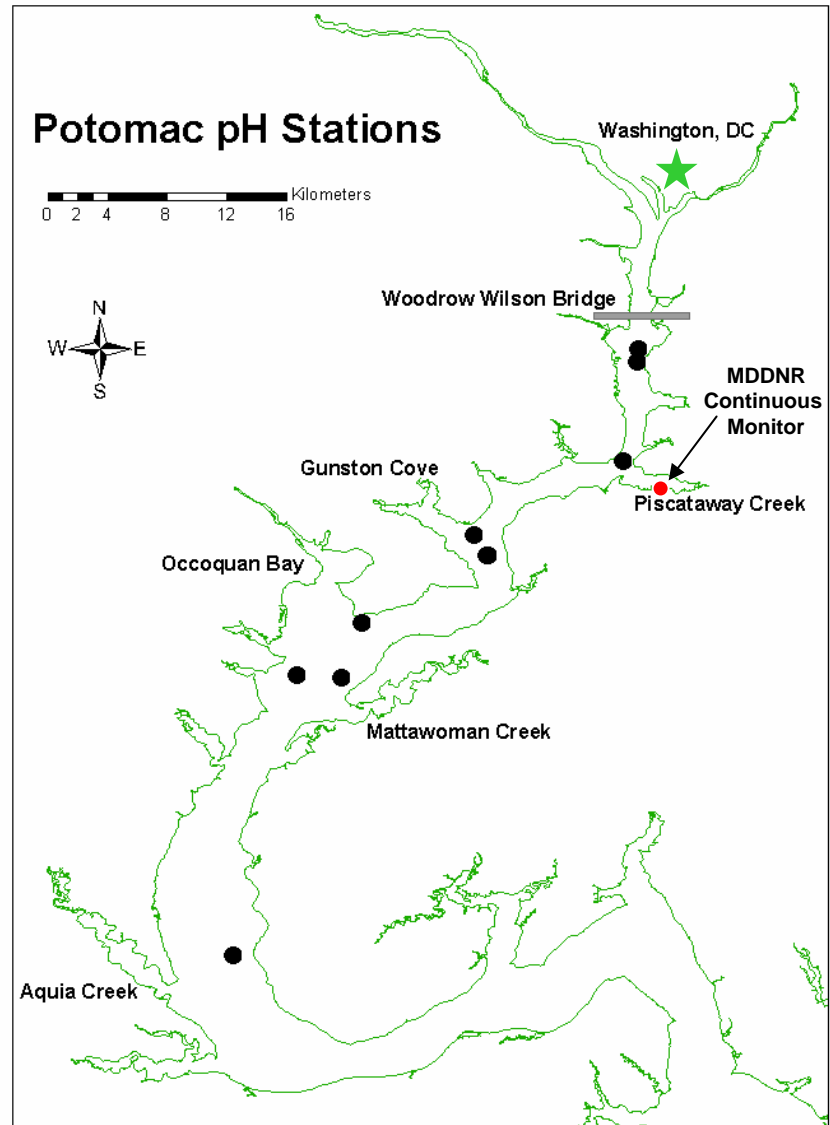 Potomac pH Stations
Washington, DC
Kilometers
0 2 4 8 12 16
Woodrow Wilson Bridge
N
W E
S
MDDNR
Continuous
Monitor
Gunston Cove
Piscataway Creek
Occoquan Bay
Mattawoman Creek
Aquia Creek